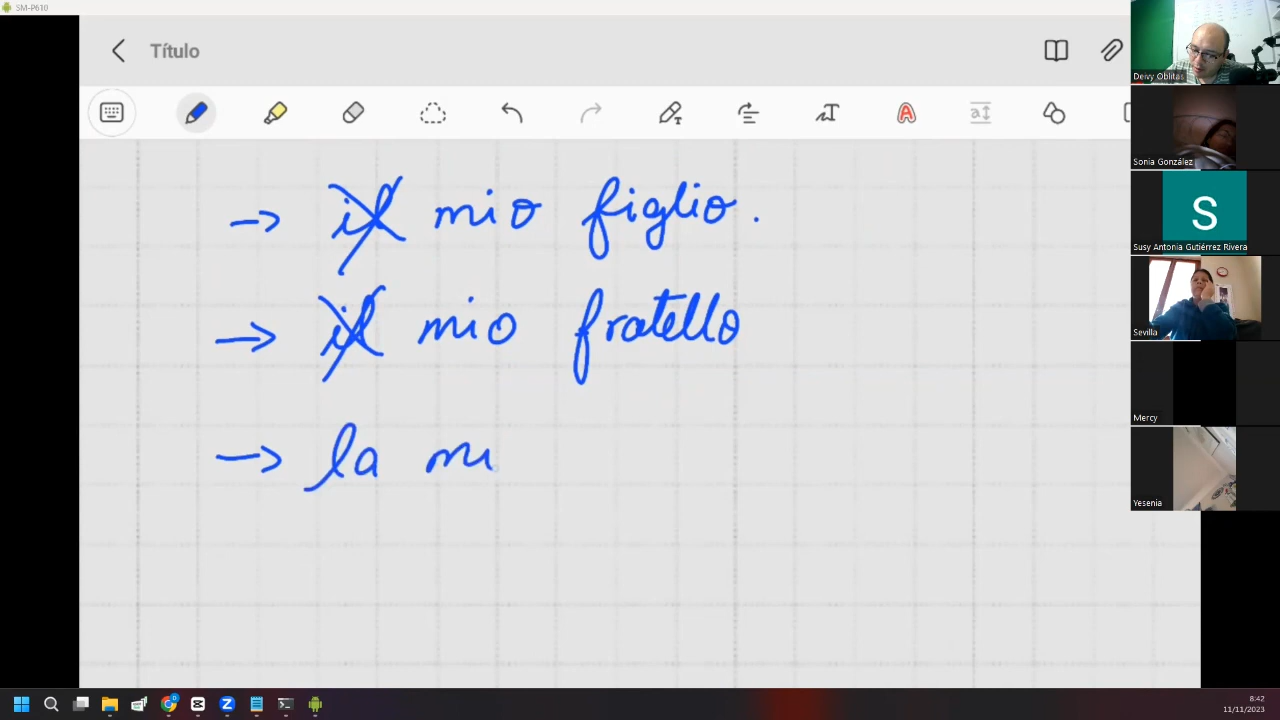 SM-P610
Título
→ il mio figlio.
→ il mio fratello
→ la mi
Deivy Oblitas
Sonia González
S
Susy Antonia Gutiérrez Rivera
Sevilla
Mercy
Yesenia
8:42
11/11/2023